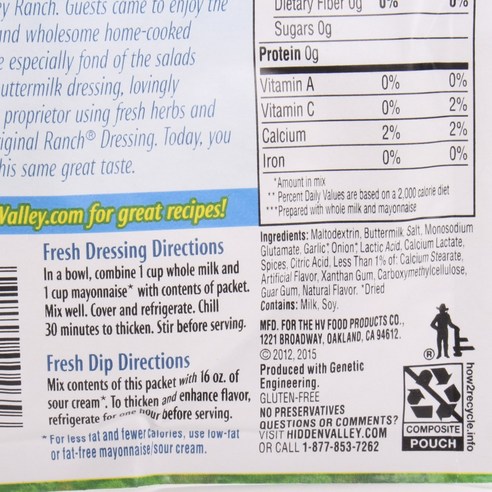 ey Ranch. Guests came to enjoy the
and wholesome home-cooked
e especially fond of the salads
uttermilk dressing, lovingly
proprietor using fresh herbs and
iginal Ranch® Dressing. Today, you
his same great taste.
Valley.com for great recipes!
Fresh Dressing Directions
In a bowl, combine 1 cup whole milk and
1 cup mayonnaise* with contents of packet.
Mix well. Cover and refrigerate. Chill
30 minutes to thicken. Stir before serving.
Fresh Dip Directions
Mix contents of this packet with 16 oz. of
sour cream*. To thicken and enhance flavor,
refrigerate for one hour before serving.
* For less fat and fewer calories, use low-fat
or fat-free mayonnaise/sour cream.
Dietary Fiber 0g 0% 0%
Sugars 0g
Protein 0g
Vitamin A 0% 0%
Vitamin C 0% 2%
Calcium 2% 2%
Iron 0% 0%
*Amount in mix
** Percent Daily Values are based on a 2,000 calorie diet
***Prepared with whole milk and mayonnaise
Ingredients: Maltodextrin, Buttermilk, Salt, Monosodium
Glutamate, Garlic*, Onion*, Lactic Acid, Calcium Lactate,
Spices, Citric Acid, Less Than 1% of: Calcium Stearate,
Artificial Flavor, Xanthan Gum, Carboxymethylcellulose,
Guar Gum, Natural Flavor. *Dried
Contains: Milk, Soy.
MFD. FOR THE HV FOOD PRODUCTS CO.,
1221 BROADWAY, OAKLAND, CA 94612.
© 2012, 2015
Produced with Genetic
Engineering.
GLUTEN-FREE
NO PRESERVATIVES
QUESTIONS OR COMMENTS?
VISIT HIDDENVALLEY.COM
OR CALL 1-877-853-7262
®
COMPOSITE
POUCH
how2recycle.info